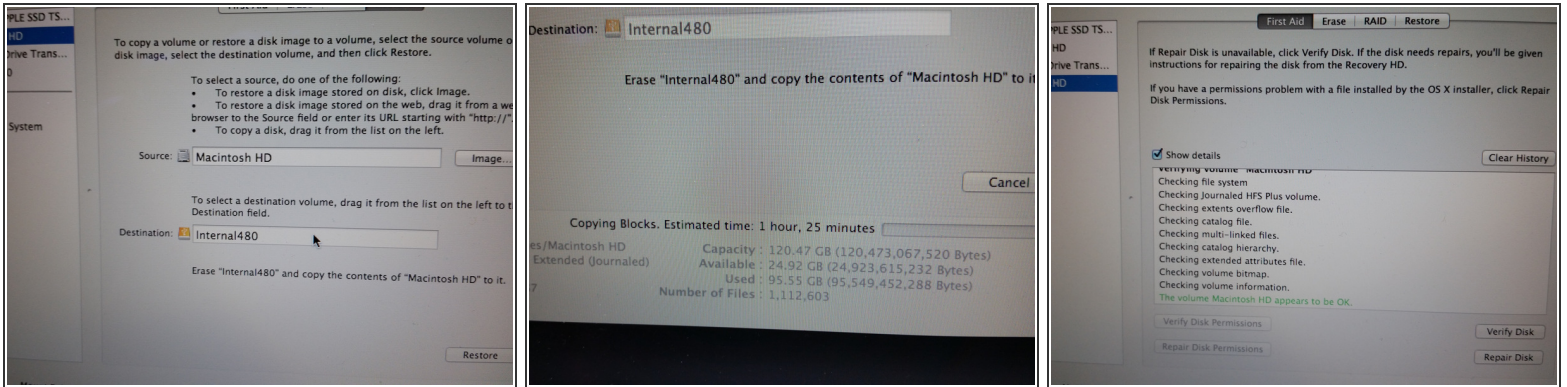 PLE SSD TS...
HD
Drive Trans...
System
To copy a volume or restore a disk image to a volume, select the source volume o
disk image, select the destination volume, and then click Restore.
To select a source, do one of the following:
• To restore a disk image stored on disk, click Image.
• To restore a disk image stored on the web, drag it from a we
browser to the Source field or enter its URL starting with "http://".
• To copy a disk, drag it from the list on the left.
Source: Macintosh HD
Image...
To select a destination volume, drag it from the list on the left to t
Destination field.
Destination: Internal480
Erase "Internal480" and copy the contents of "Macintosh HD" to it.
Restore
Destination: Internal480
Erase "Internal480" and copy the contents of "Macintosh HD" to it
Cancel
Copying Blocks. Estimated time: 1 hour, 25 minutes
es/Macintosh HD
Extended (Journaled)
7
Capacity : 120.47 GB (120,473,067,520 Bytes)
Available : 24.92 GB (24,923,615,232 Bytes)
Used : 95.55 GB (95,549,452,288 Bytes)
Number of Files : 1,112,603
PLE SSD TS...
HD
Drive Trans...
HD
First Aid Erase RAID Restore
If Repair Disk is unavailable, click Verify Disk. If the disk needs repairs, you'll be given
instructions for repairing the disk from the Recovery HD.
If you have a permissions problem with a file installed by the OS X installer, click Repair
Disk Permissions.
Show details
Clear History
Verifying volume "Macintosh HD"
Checking file system
Checking Journaled HFS Plus volume.
Checking extents overflow file.
Checking catalog file.
Checking multi-linked files.
Checking catalog hierarchy.
Checking extended attributes file.
Checking volume bitmap.
Checking volume information.
The volume Macintosh HD appears to be OK.
Verify Disk Permissions
Verify Disk
Repair Disk Permissions
Repair Disk